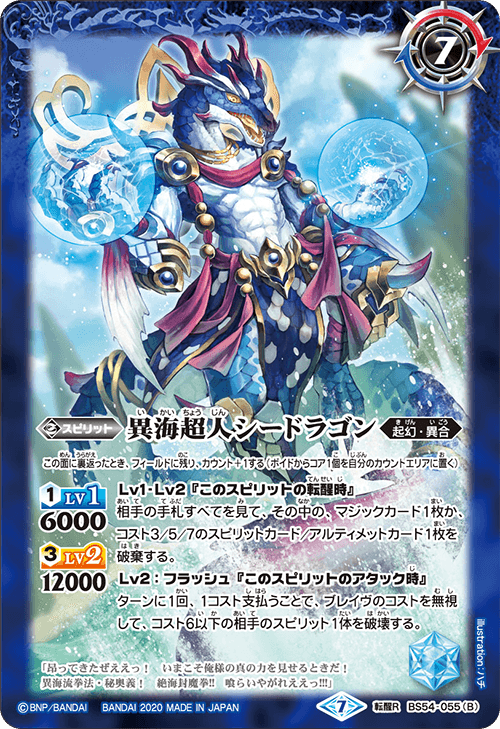 7
スピリット 異海超人シードラゴン 起幻・異合
この面に裏返ったとき、フィールドに残り、カウント+1する(ボイドからコア1個を自分のカウントエリアに置く)
1 LV1 6000
Lv1・Lv2『このスピリットの転醒時』
相手の手札すべてを見て、その中の、マジックカード1枚か、
コスト3/5/7のスピリットカード/アルティメットカード1枚を
破棄する。
3 LV2 12000
Lv2：フラッシュ『このスピリットのアタック時』
ターンに1回、1コスト支払うことで、ブレイヴのコストを無視
して、コスト6以下の相手のスピリット1体を破壊する。
「昂ってきたぜええっ！ いまこそ俺様の真の力を見せるときだ！
異海流拳法・秘奥義！ 絶海封魔拳!! 喰らいやがれええっ!!!」
illustration:ハチ
©BNP/BANDAI BANDAI 2020 MADE IN JAPAN
7 転醒R BS54-055(B)